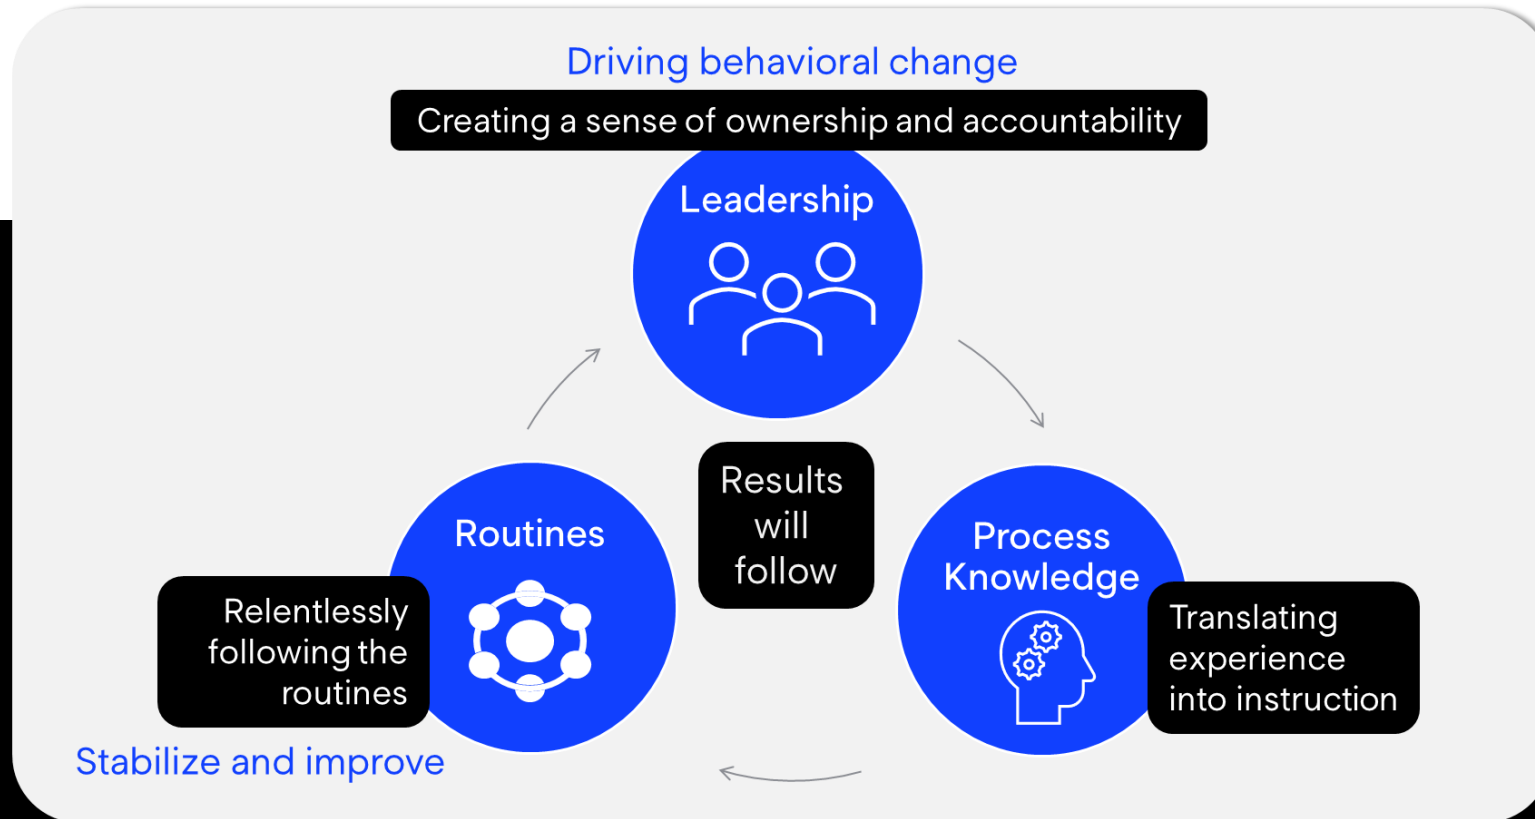 Driving behavioral change
Creating a sense of ownership and accountability
Leadership
Results
will
follow
Routines
Process
Knowledge
Relentlessly
following the
routines
Translating
experience
into instruction
Stabilize and improve